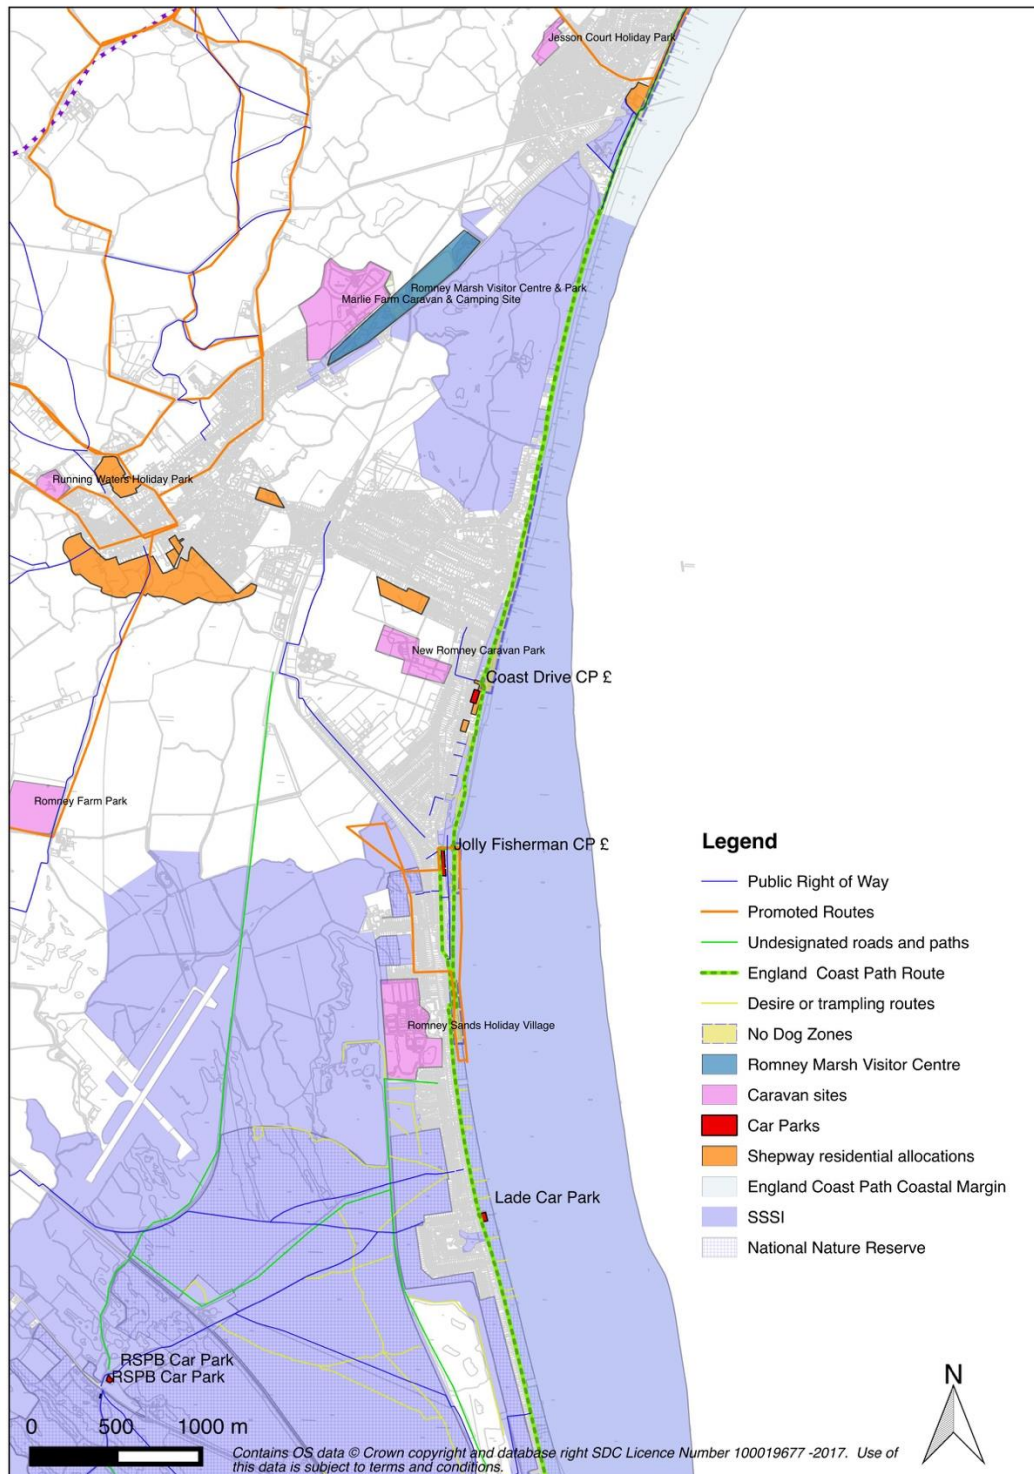 Jesson Court Holiday Park
Romney Marsh Visitor Centre & Park
Marlie Farm Caravan & Camping Site
Running Waters Holiday Park
New Romney Caravan Park
Coast Drive CP £
Romney Farm Park
Jolly Fisherman CP £
Romney Sands Holiday Village
Lade Car Park
RSPB Car Park
RSPB Car Park
Legend
Public Right of Way
Promoted Routes
Undesignated roads and paths
England Coast Path Route
Desire or trampling routes
No Dog Zones
Romney Marsh Visitor Centre
Caravan sites
Car Parks
Shepway residential allocations
England Coast Path Coastal Margin
SSSI
National Nature Reserve
N
0 500 1000 m
Contains OS data © Crown copyright and database right SDC Licence Number 100019677 -2017. Use of
this data is subject to terms and conditions.